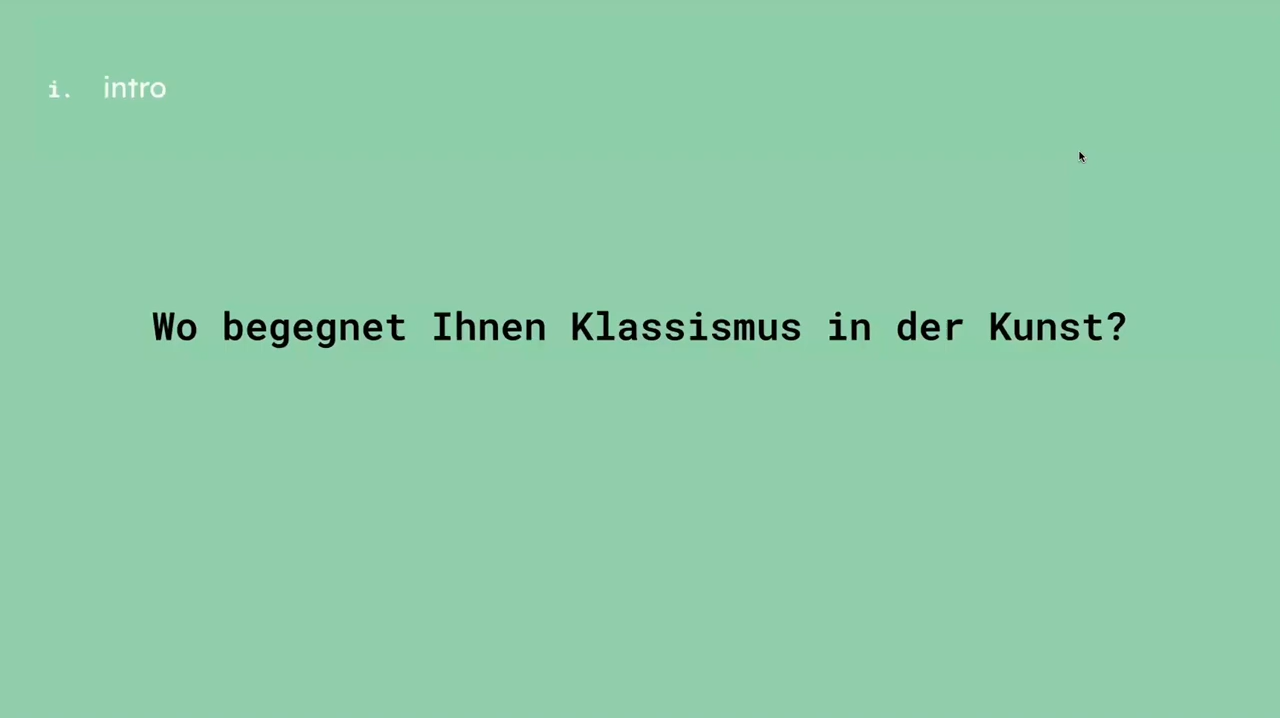 i. intro
Wo begegnet Ihnen Klassismus in der Kunst?